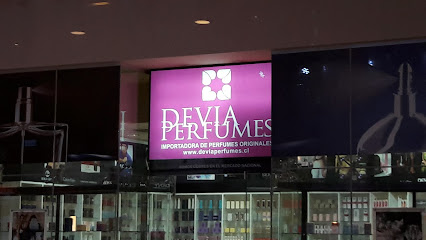 DEVIA
PERFUMES
IMPORTADORA DE PERFUMES ORIGINALES
www.deviaperfumes.cl